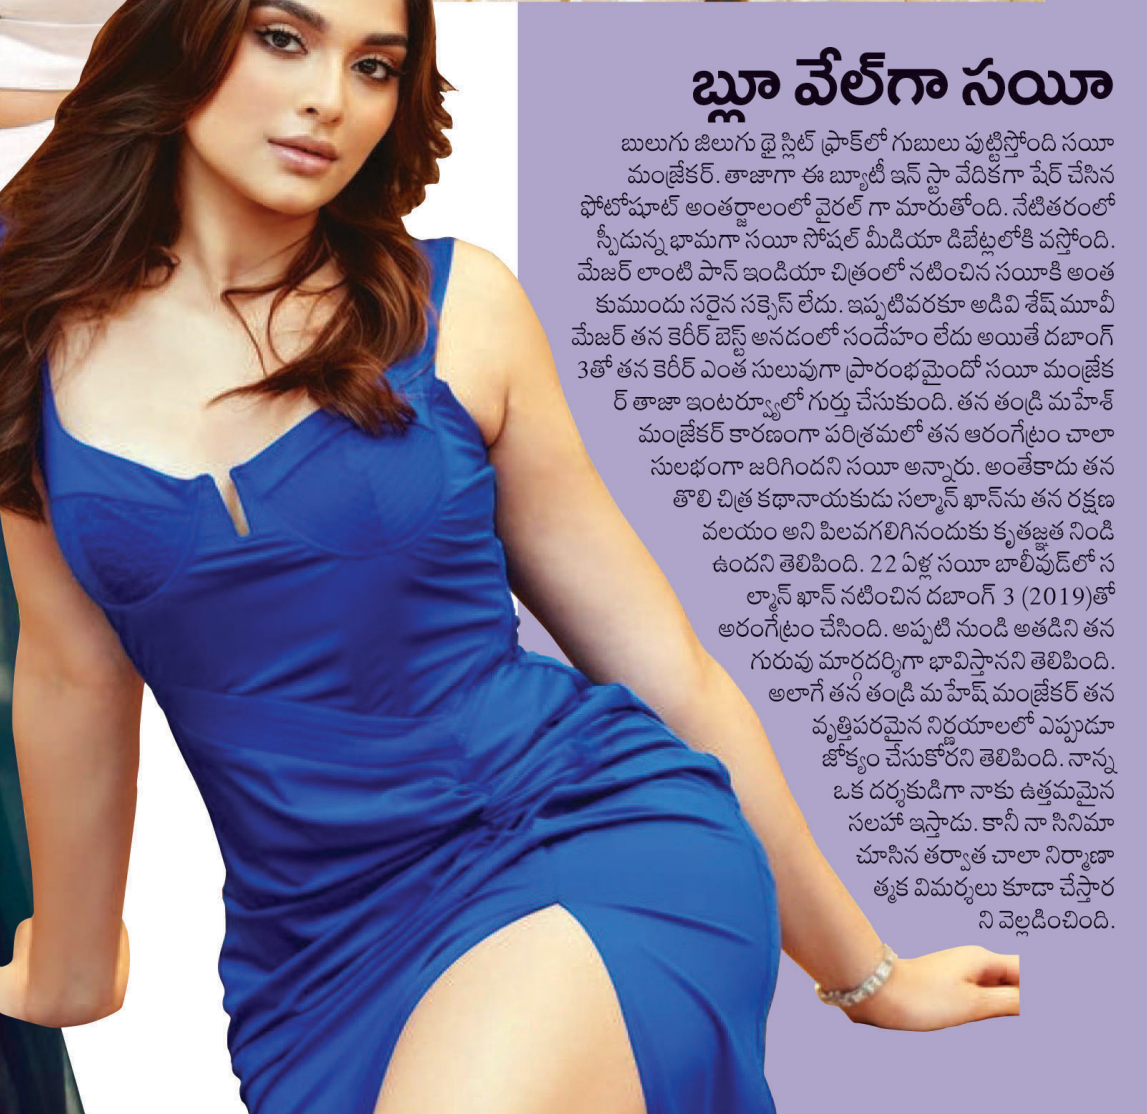 బ్లూ వేల్‌గా సయీ
బులుగు జిలుగు థై స్లిట్ ఫ్రాక్‌లో గుబులు పుట్టిస్తోంది సయీ
మంజ్రేకర్. తాజాగా ఈ బ్యూటీ ఇన్ స్టా వేదికగా షేర్ చేసిన
ఫోటోషూట్ అంతర్జాలంలో వైరల్ గా మారుతోంది. నేటితరంలో
స్పీడున్న భామగా సయీ సోషల్ మీడియా డిబేట్లలోకి వస్తోంది.
మేజర్ లాంటి పాన్ ఇండియా చిత్రంలో నటించిన సయీకి అంత
కుముందు సరైన సక్సెస్ లేదు. ఇప్పటివరకూ అడివి శేష్ మూవీ
మేజర్ తన కెరీర్ బెస్ట్ అనడంలో సందేహం లేదు అయితే దబాంగ్
3తో తన కెరీర్ ఎంత సులువుగా ప్రారంభమైందో సయీ మంజ్రేక
ర్ తాజా ఇంటర్వ్యూలో గుర్తు చేసుకుంది. తన తండ్రి మహేశ్
మంజ్రేకర్ కారణంగా పరిశ్రమలో తన ఆరంగేట్రం చాలా
సులభంగా జరిగిందని సయీ అన్నారు. అంతేకాదు తన
తొలి చిత్ర కథానాయకుడు సల్మాన్ ఖాన్‌ను తన రక్షణ
వలయం అని పిలవగలిగినందుకు కృతజ్ఞత నిండి
ఉందని తెలిపింది. 22 ఏళ్ల సయీ బాలీవుడ్‌లో స
ల్మాన్ ఖాన్ నటించిన దబాంగ్ 3 (2019)తో
అరంగేట్రం చేసింది. అప్పటి నుండి అతడిని తన
గురువు మార్గదర్శిగా భావిస్తానని తెలిపింది.
అలాగే తన తండ్రి మహేష్ మంజ్రేకర్ తన
వృత్తిపరమైన నిర్ణయాలలో ఎప్పుడూ
జోక్యం చేసుకోరని తెలిపింది. నాన్న
ఒక దర్శకుడిగా నాకు ఉత్తమమైన
సలహా ఇస్తాడు. కానీ నా సినిమా
చూసిన తర్వాత చాలా నిర్మాణా
త్మక విమర్శలు కూడా చేస్తార
ని వెల్లడించింది.